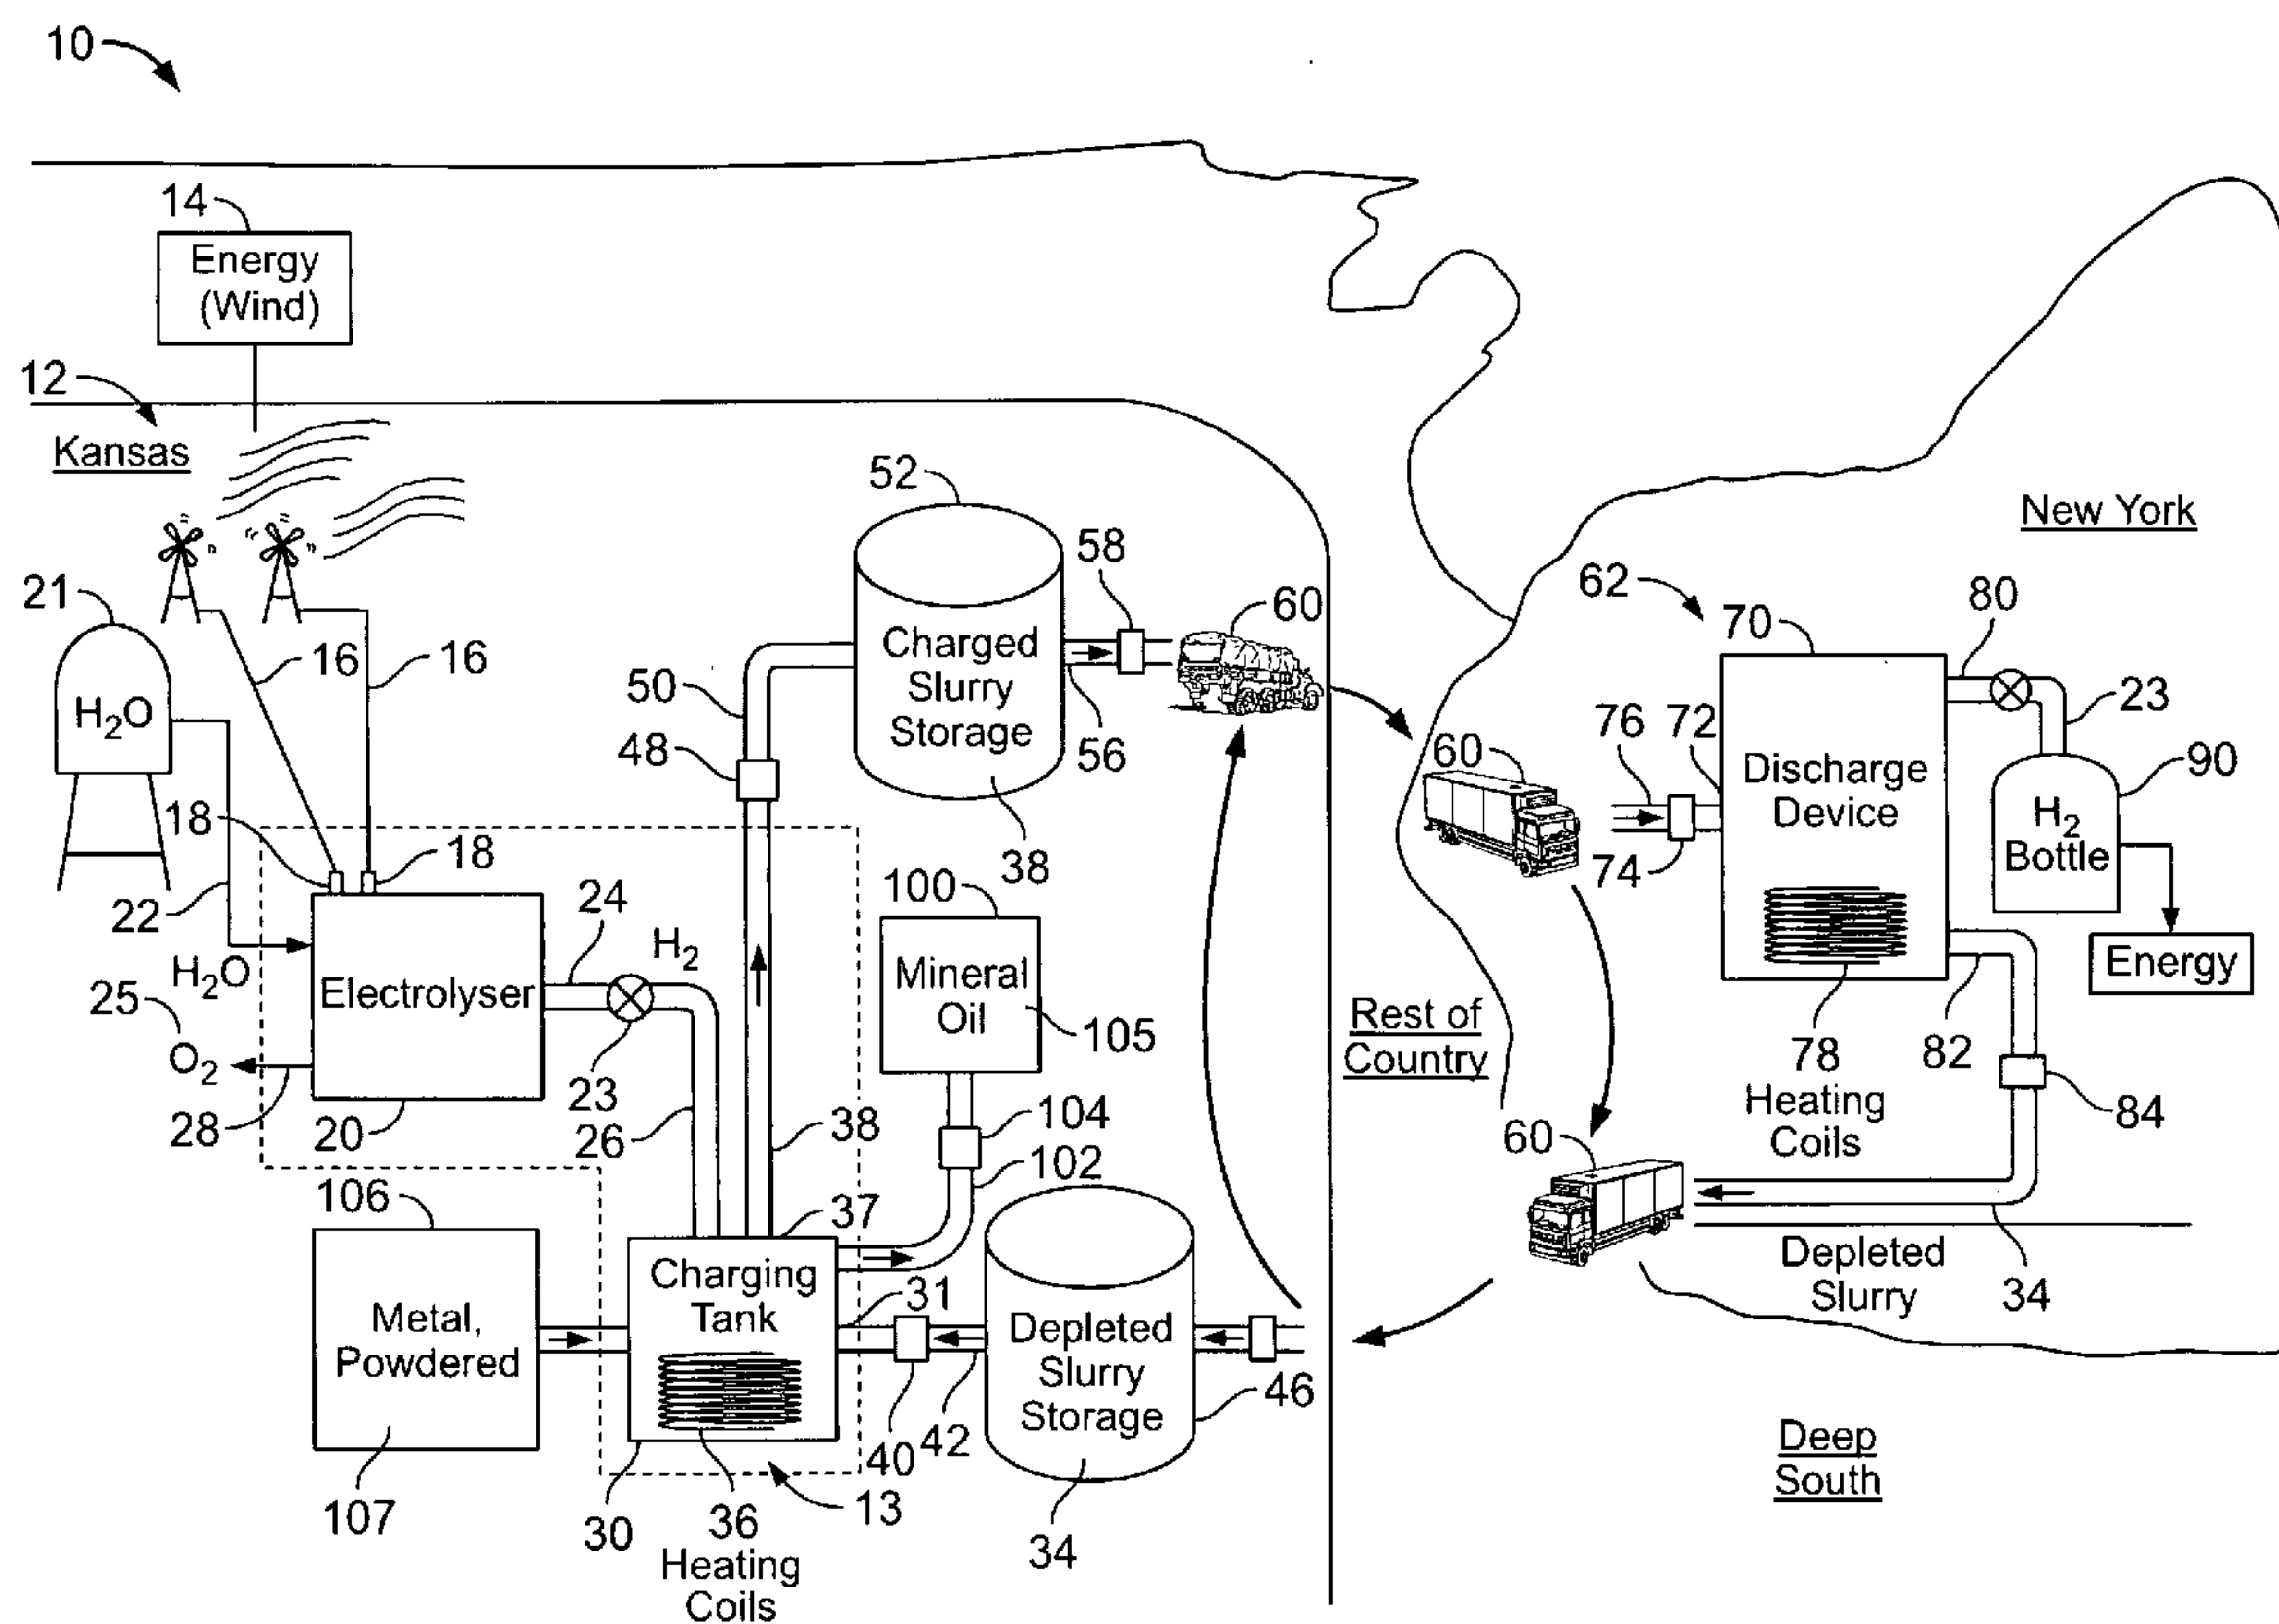 10
14
Energy
(Wind)
12
Kansas
52
New York
58
21
60
62
80
70
16
16
H2O
Charged
Slurry
Storage
50
23
56
76
72
48
60
Discharge
Device
90
H2
Bottle
18
18
38
74
100
22
24
H2
H2O
Mineral
Oil
Electrolyser
Energy
25
105
Rest of
Country
O2
82
78
Heating
Coils
23
104
84
28
20
26
38
60
102
106
37
Charging
Tank
31
Depleted
Slurry
34
Metal,
Powdered
Depleted
Slurry
Storage
46
40
42
Deep
South
107
30
36
Heating
Coils
13
34